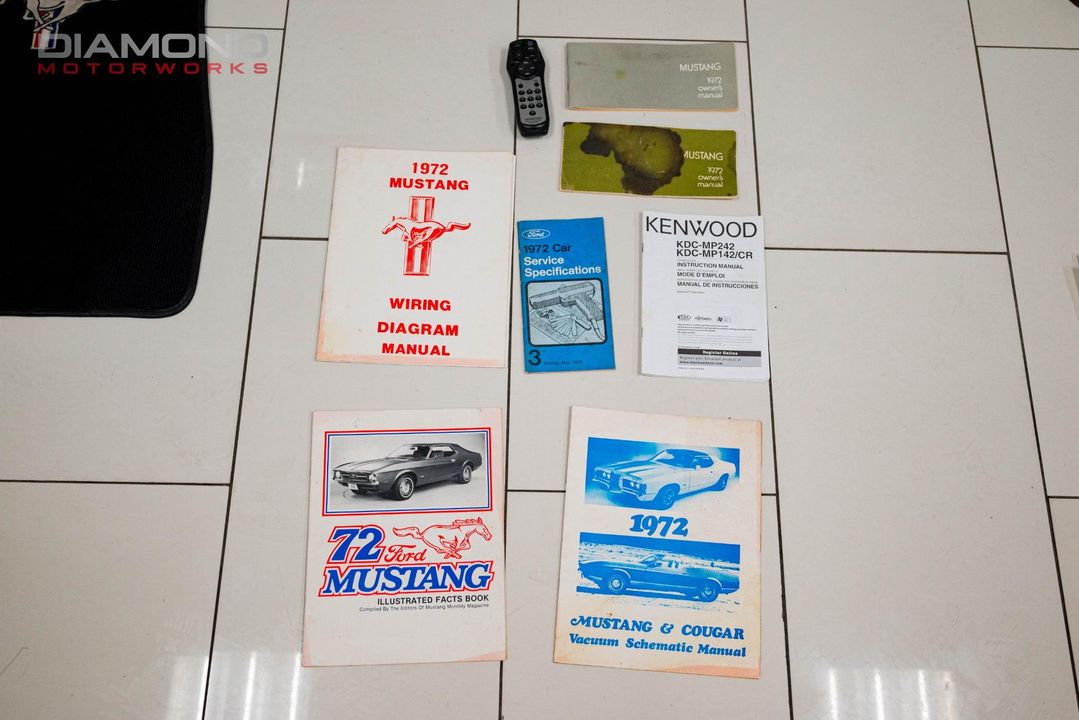 DIAMOND
MOTORWORKS
MUSTANG
1972
owner's
manual
MUSTANG
1972
owner's
manual
1972
MUSTANG
WIRING
DIAGRAM
MANUAL
Ford
1972 Car
Service
Specifications
3
KENWOOD
KDC-MP242
KDC-MP142/CR
INSTRUCTION MANUAL
MODE D'EMPLOI
MANUAL DE INSTRUCCIONES
Register Online
72
Ford
MUSTANG
ILLUSTRATED FACTS BOOK
Compiled By The Editors Of Mustang Monthly Magazine
1972
MUSTANG & COUGAR
Vacuum Schematic Manual